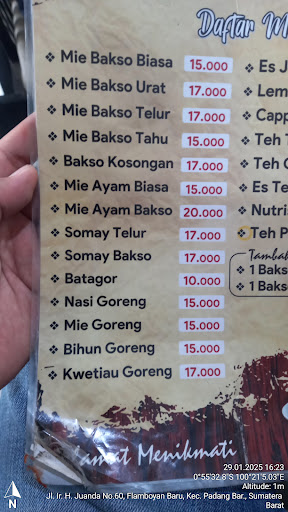 Daftar M
❖ Mie Bakso Biasa 15.000
❖ Mie Bakso Urat 17.000
❖ Mie Bakso Telur 17.000
❖ Mie Bakso Tahu 15.000
❖ Bakso Kosongan 17.000
❖ Mie Ayam Biasa 15.000
❖ Mie Ayam Bakso 20.000
❖ Somay Telur 17.000
❖ Somay Bakso 17.000
❖ Batagor 10.000
❖ Nasi Goreng 15.000
❖ Mie Goreng 15.000
❖ Bihun Goreng 15.000
❖ Kwetiau Goreng 17.000
❖ Es J
❖ Lem
❖ Capp
❖ Teh T
❖ Teh
❖ Es Te
❖ Nutris
❖ Teh P
Tambah
❖ 1 Baks
❖ 1 Baks
amat Menikmati
29.01.2025 16:23
0°55'32.8"S 100°21'5.03"E
Altitude: 1m
Jl. Ir. H. Juanda No.60, Flamboyan Baru, Kec. Padang Bar., Sumatera
Barat
N